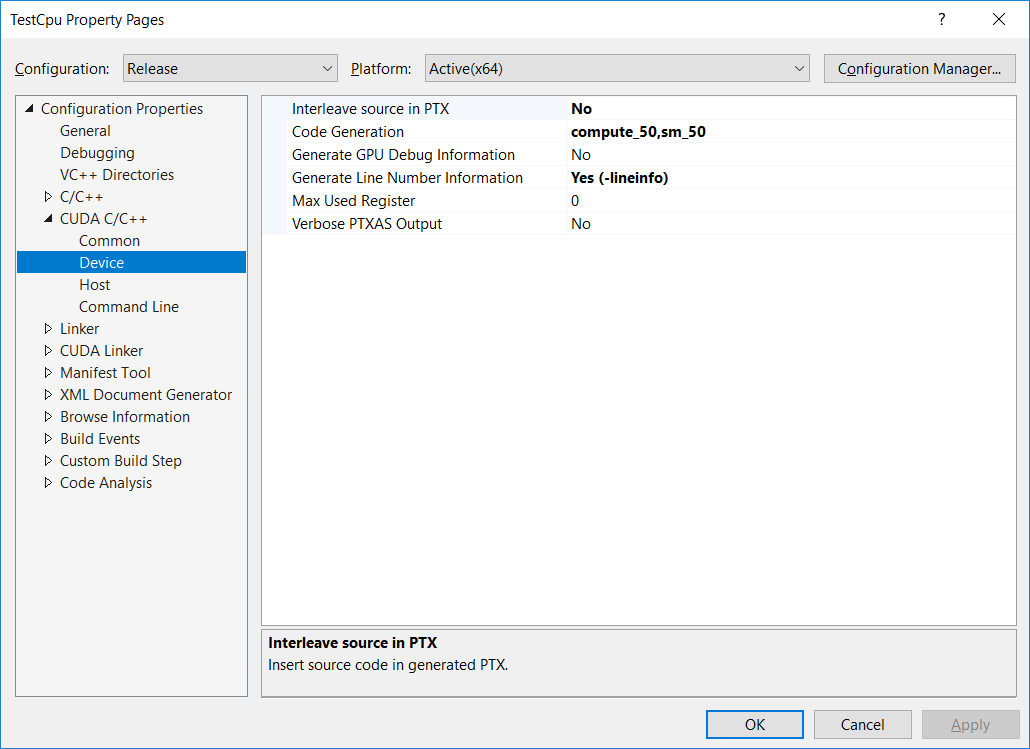 TestCpu Property Pages ?
Configuration: Release Platform: Active(x64) Configuration Manager...
Configuration Properties
General
Debugging
VC++ Directories
C/C++
CUDA C/C++
Common
Device
Host
Command Line
Linker
CUDA Linker
Manifest Tool
XML Document Generator
Browse Information
Build Events
Custom Build Step
Code Analysis
Interleave source in PTX No
Code Generation compute_50,sm_50
Generate GPU Debug Information No
Generate Line Number Information Yes (-lineinfo)
Max Used Register 0
Verbose PTXAS Output No
Interleave source in PTX
Insert source code in generated PTX.
OK Cancel Apply